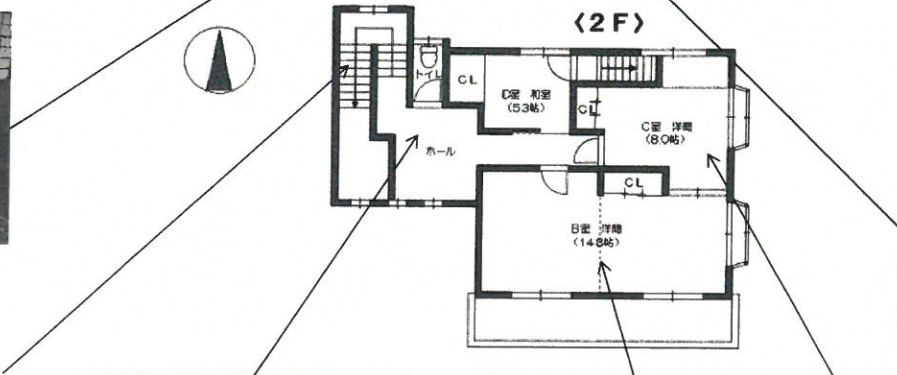 〈2F〉
トイレ
CL
D室 和室
(5.3帖)
CL
C室 洋間
(8.0帖)
ホール
CL
B室 洋間
(14.8帖)